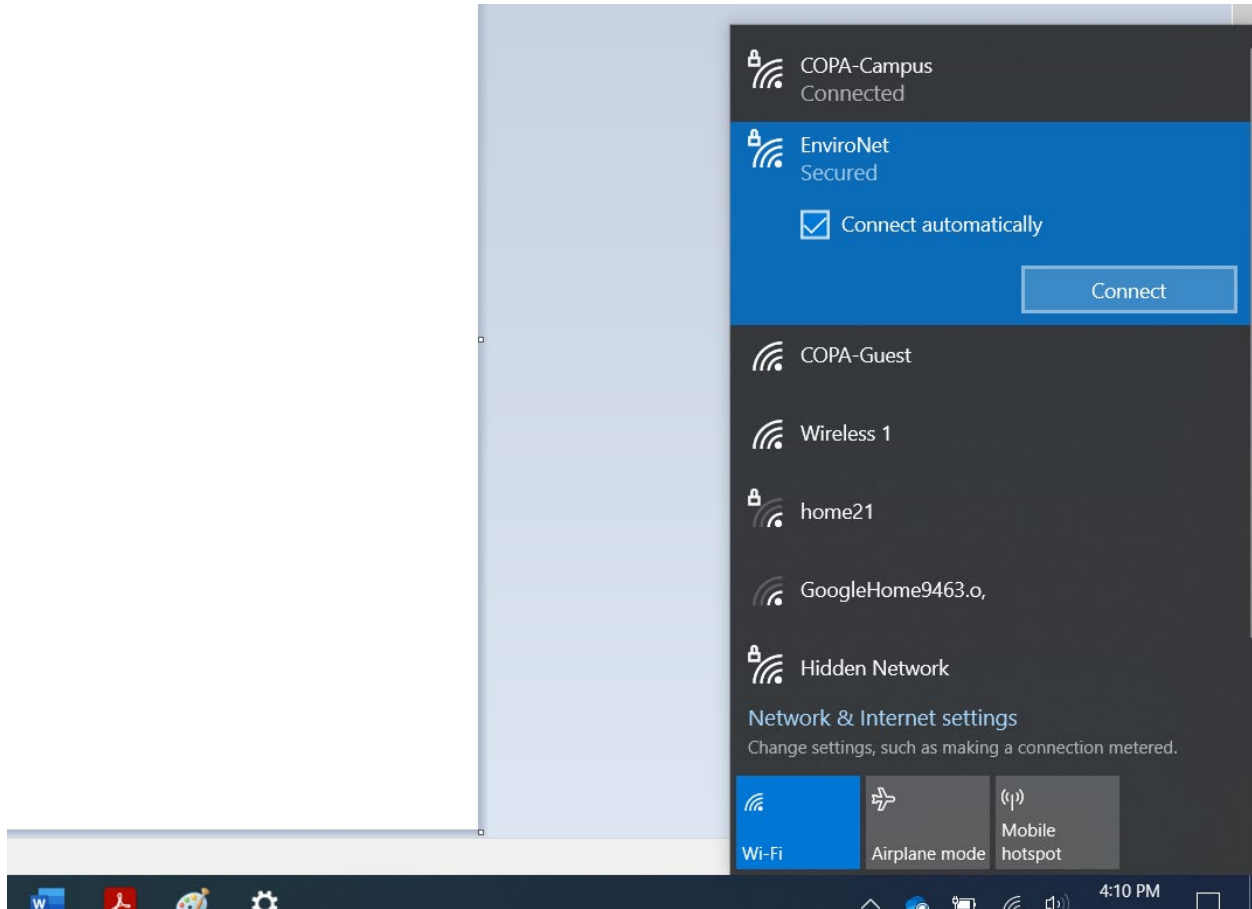 COPA-Campus
Connected
EnviroNet
Secured
Connect automatically
Connect
COPA-Guest
Wireless 1
home21
GoogleHome9463.o,
Hidden Network
Network & Internet settings
Change settings, such as making a connection metered.
Wi-Fi
Airplane mode
Mobile
hotspot
W
4:10 PM